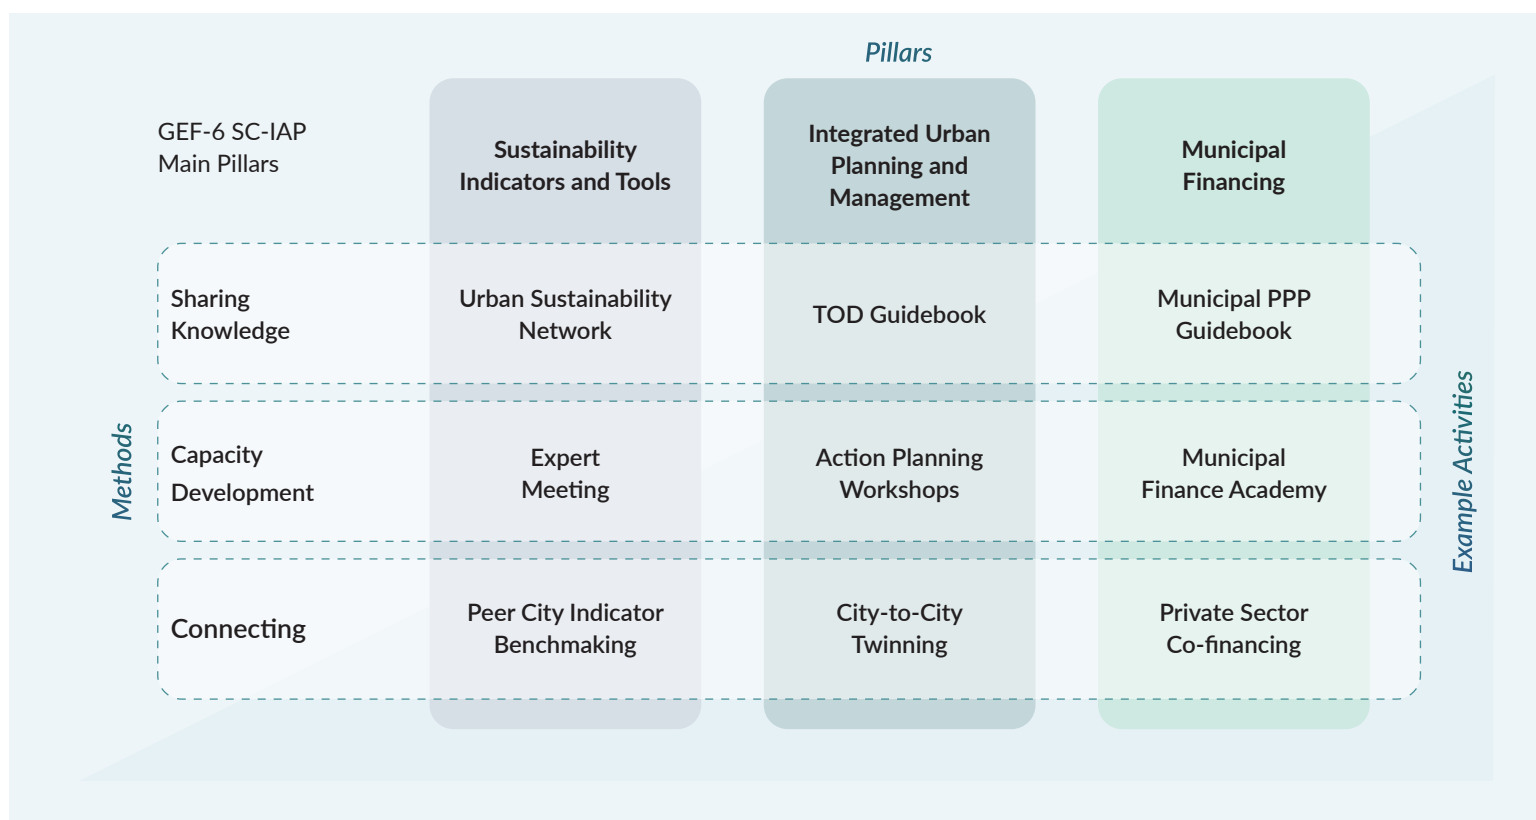 Pillars
GEF-6 SC-IAP
Main Pillars
Sustainability
Indicators and Tools
Integrated Urban
Planning and
Management
Municipal
Financing
Methods
Sharing
Knowledge
Urban Sustainability
Network
TOD Guidebook
Municipal PPP
Guidebook
Capacity
Development
Expert
Meeting
Action Planning
Workshops
Municipal
Finance Academy
Connecting
Peer City Indicator
Benchmaking
City-to-City
Twinning
Private Sector
Co-financing
Example Activities